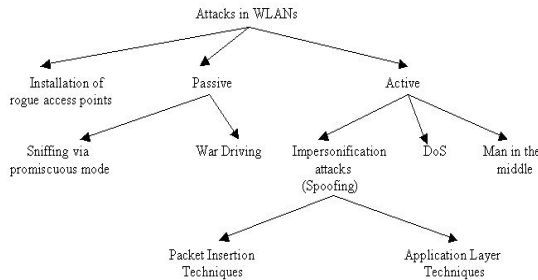 Attacks in WLANs
Installation of
rogue access points
Passive
Active
Sniffing via
promiscuous mode
War Driving
Impersonification
attacks
(Spoofing)
DoS
Man in the
middle
Packet Insertion
Techniques
Application Layer
Techniques